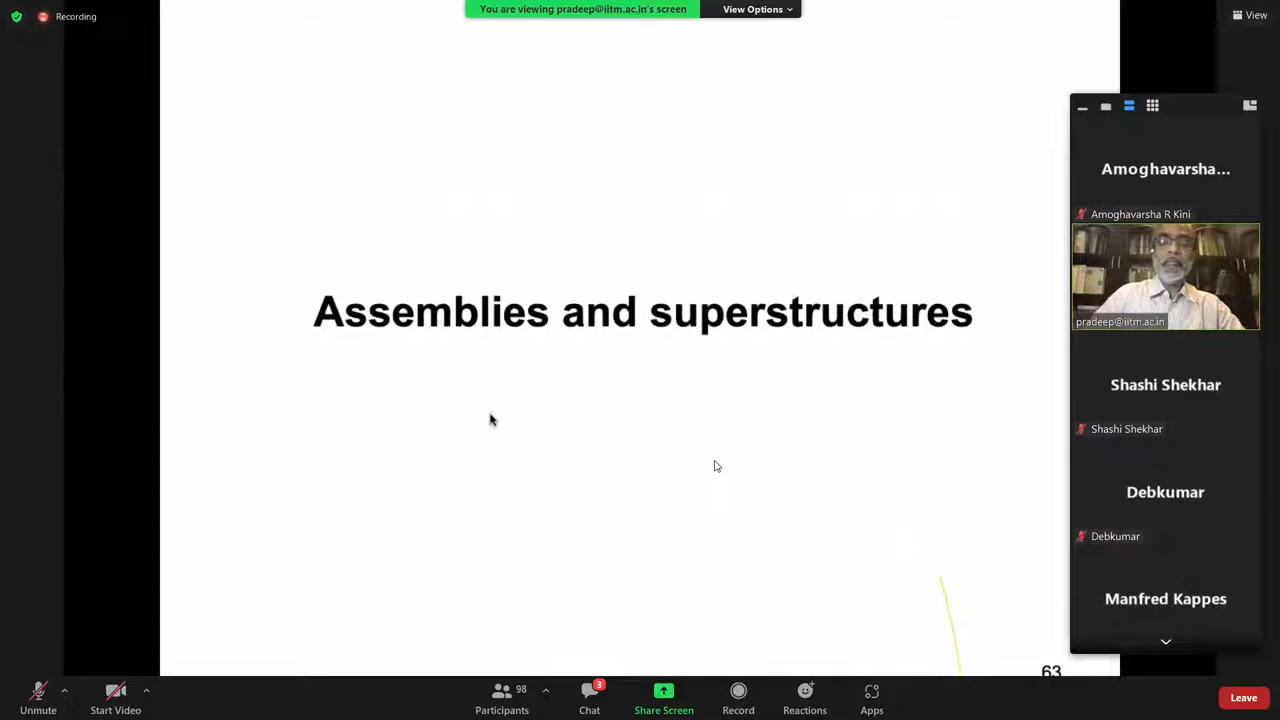 Recording
You are viewing pradeep@iitm.ac.in's screen
View Options
View
Assemblies and superstructures
63
Amoghavarsha...
Amoghavarsha R Kini
pradeep@iitm.ac.in
Shashi Shekhar
Shashi Shekhar
Debkumar
Debkumar
Manfred Kappes
Unmute
Start Video
98
Participants
3
Chat
Share Screen
Record
Reactions
Apps
Leave